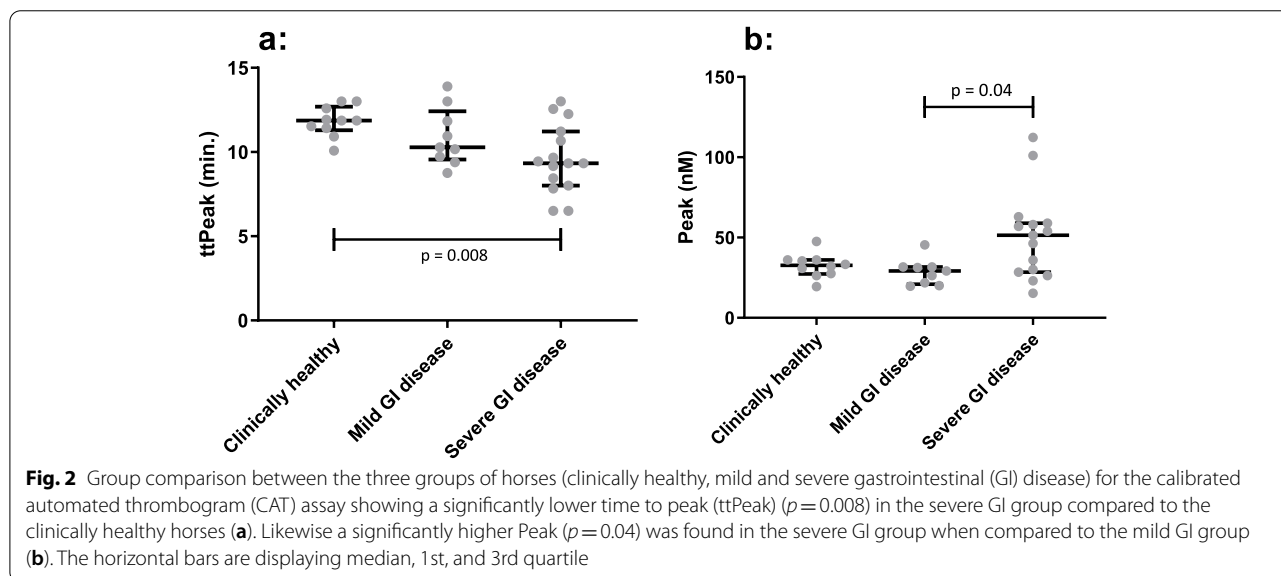 a:
15
10
5
0
ttPeak (min.)
p = 0.008
Clinically healthy
Mild GI disease
Severe GI disease
b:
150
100
50
0
Peak (nM)
p = 0.04
Clinically healthy
Mild GI disease
Severe GI disease
Fig. 2 Group comparison between the three groups of horses (clinically healthy, mild and severe gastrointestinal (GI) disease) for the calibrated
automated thrombogram (CAT) assay showing a significantly lower time to peak (ttPeak) (p = 0.008) in the severe GI group compared to the
clinically healthy horses (a). Likewise a significantly higher Peak (p = 0.04) was found in the severe GI group when compared to the mild GI group
(b). The horizontal bars are displaying median, 1st, and 3rd quartile